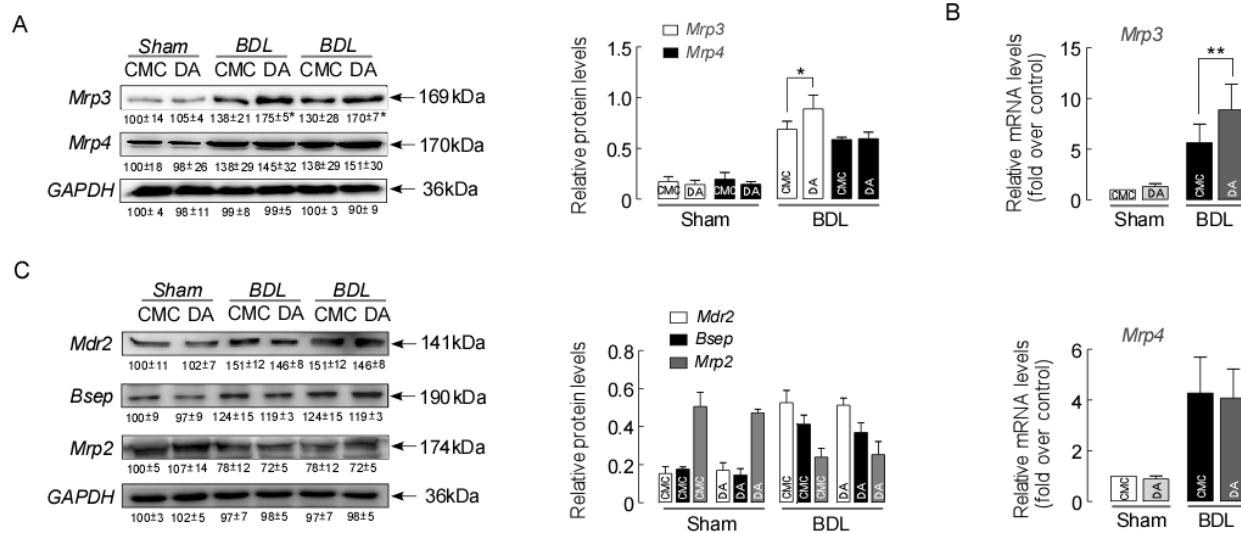 A
Sham BDL BDL
CMC DA CMC DA CMC DA
Mrp3 169kDa
100±14 105±4 138±21 175±5* 130±28 170±7*
Mrp4 170kDa
100±18 98±26 138±29 145±32 138±29 151±30
GAPDH 36kDa
100±4 98±11 99±8 99±5 100±3 90±9
Mrp3
Mrp4
Relative protein levels
1.5
1.0
0.5
0
*
CMC DA CMC DA CMC DA CMC DA
Sham BDL
B
Mrp3
Relative mRNA levels
(fold over control)
15
10
5
0
**
CMC DA CMC DA
Sham BDL
C
Sham BDL BDL
CMC DA CMC DA CMC DA
Mdr2 141kDa
100±11 102±7 151±12 146±8 151±12 146±8
Bsep 190kDa
100±9 97±9 124±15 119±3 124±15 119±3
Mrp2 174kDa
100±5 107±14 78±12 72±5 78±12 72±5
GAPDH 36kDa
100±3 102±5 97±7 98±5 97±7 98±5
Mdr2
Bsep
Mrp2
Relative protein levels
0.8
0.6
0.4
0.2
0
CMC CMC CMC DA DA DA CMC CMC CMC DA DA DA
Sham BDL
Mrp4
Relative mRNA levels
(fold over control)
6
4
2
0
CMC DA CMC DA
Sham BDL